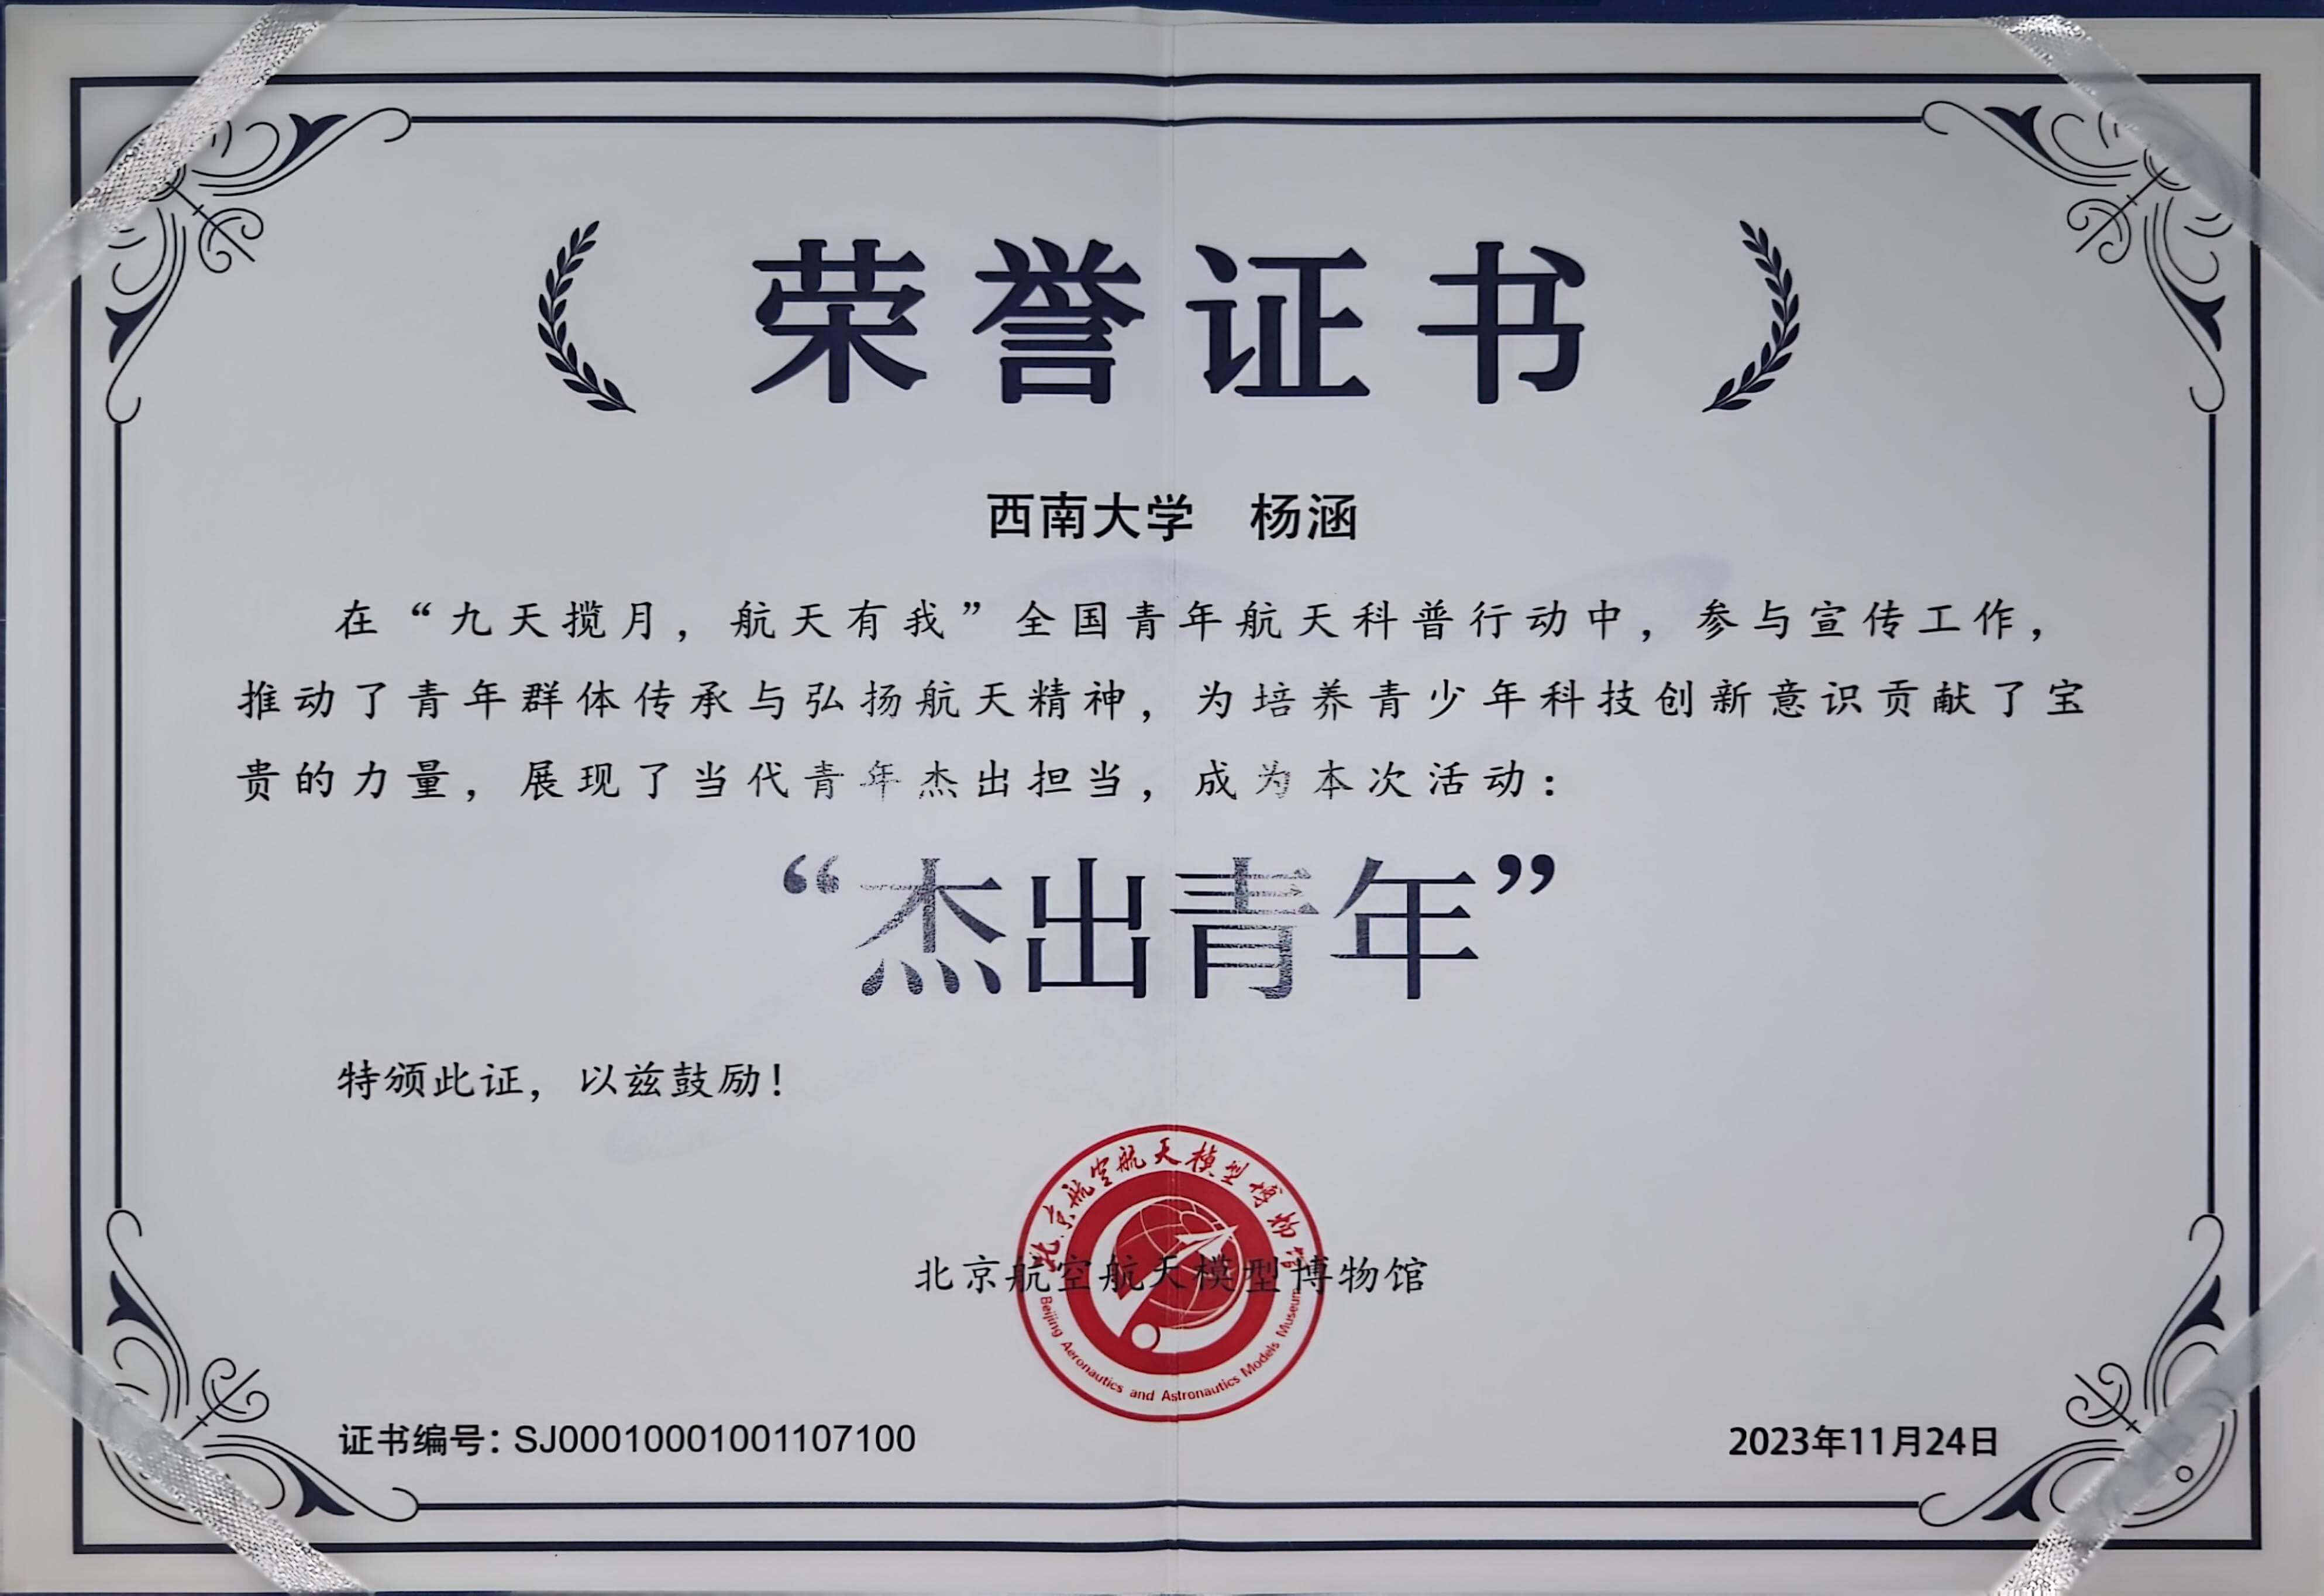 荣誉证书
西南大学 杨涵
在“九天揽月，航天有我”全国青年航天科普行动中，参与宣传工作，
推动了青年群体传承与弘扬航天精神，为培养青少年科技创新意识贡献了宝
贵的力量，展现了当代青年杰出担当，成为本次活动：
“杰出青年”
特颁此证，以兹鼓励！
北京航空航天模型博物馆
北京航空航天模型博物馆
Beijing Aeronautics and Astronautics Models Museum
证书编号：SJ00010001001107100
2023年11月24日